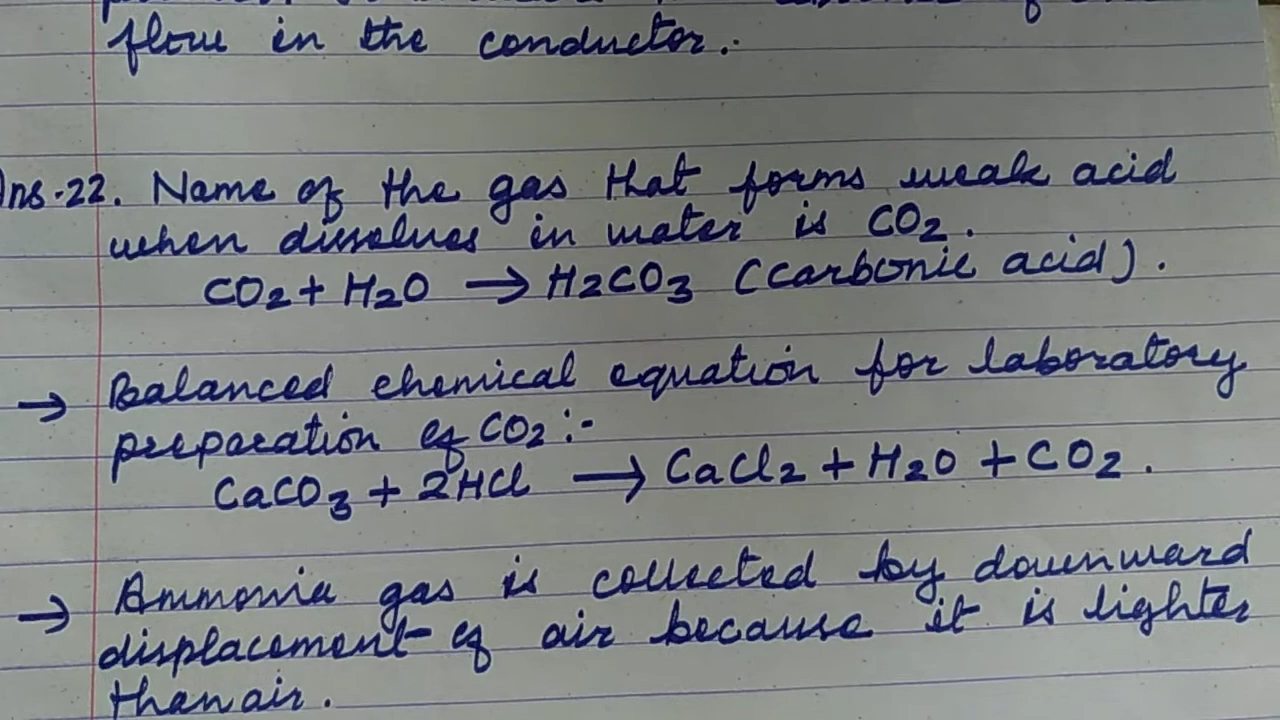 flow in the conductor.
Ans.22. Name of the gas that forms weak acid
when dissolves in water is CO2.
CO2 + H2O → H2CO3 (carbonic acid).
→ Balanced chemical equation for laboratory
preparation of CO2 :-
CaCO3 + 2HCl → CaCl2 + H2O + CO2.
→ Ammonia gas is collected by downward
displacement of air because it is lighter
than air.